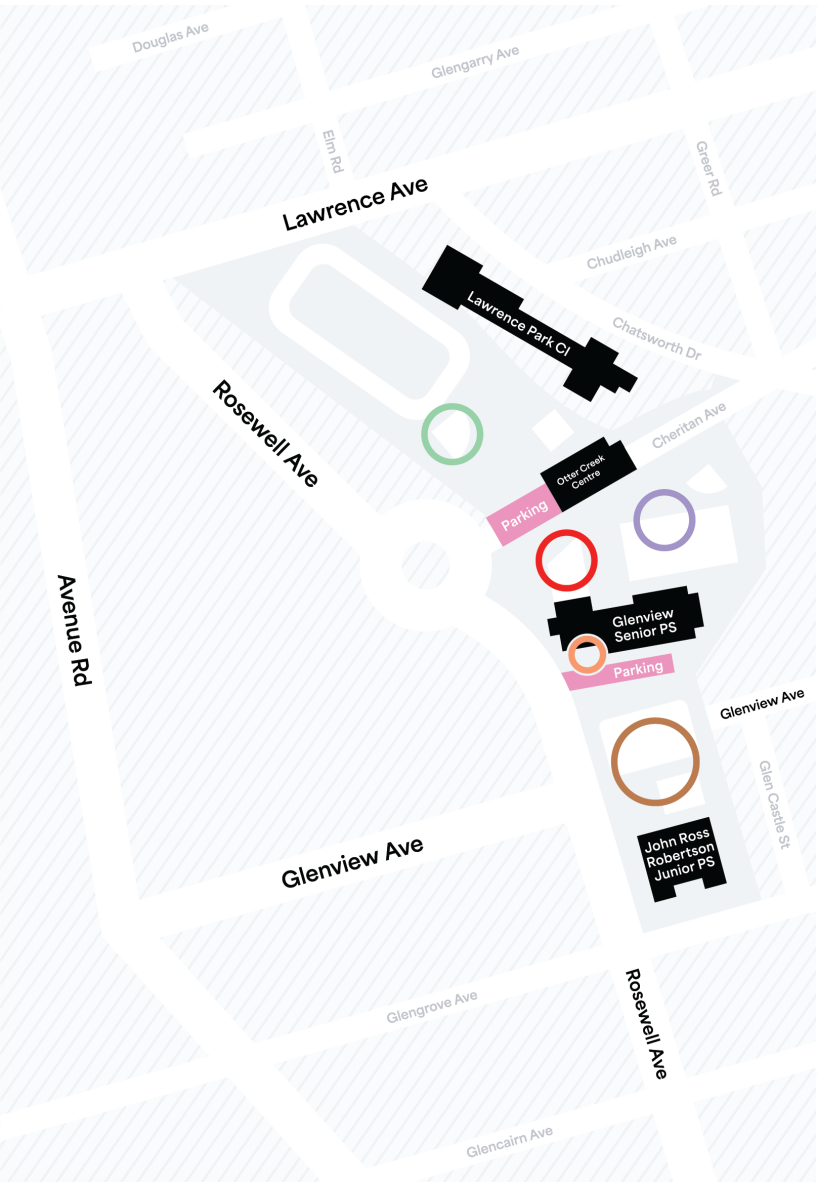 Douglas Ave
Glengarry Ave
Elm Rd
Greer Rd
Lawrence Ave
Chudleigh Ave
Lawrence Park CI
Chatsworth Dr
Rosewell Ave
Cheritan Ave
Otter Creek
Centre
Parking
Avenue Rd
Glenview
Senior PS
Parking
Glenview Ave
Glen Castle St
Glenview Ave
John Ross
Robertson
Junior PS
Glengrove Ave
Rosewell Ave
Glencairn Ave